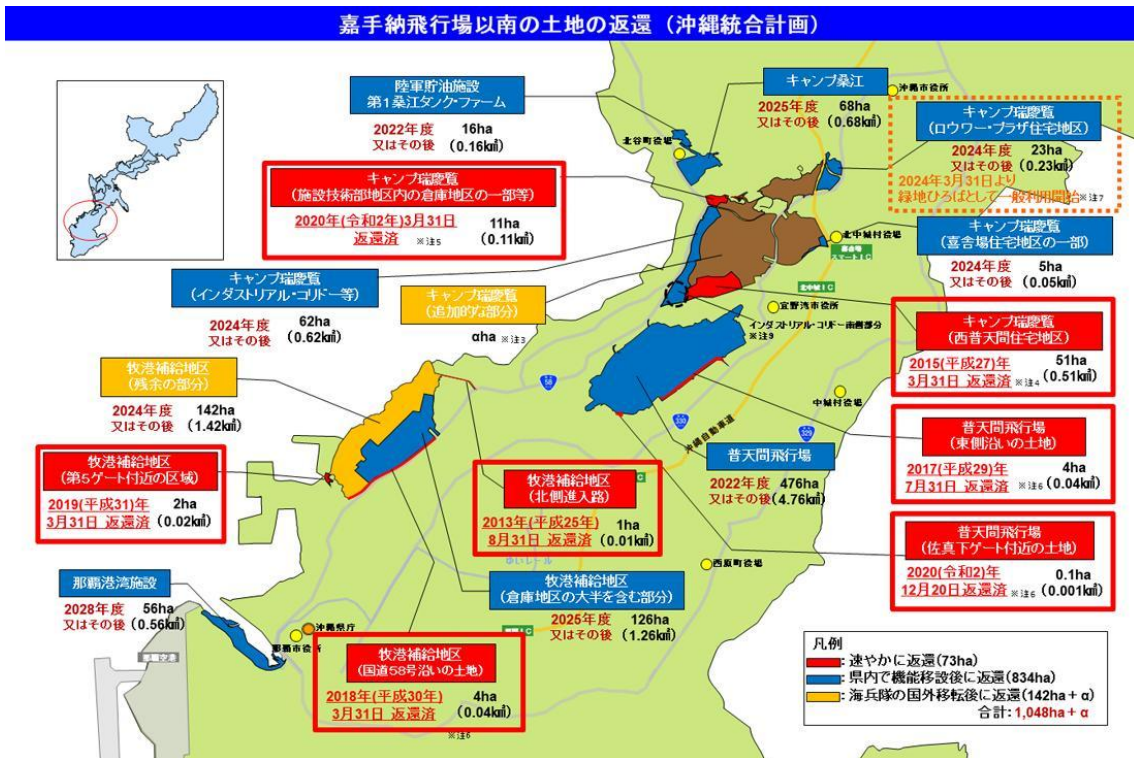 嘉手納飛行場以南の土地の返還（沖縄統合計画）
陸軍貯油施設
第1桑江タンク・ファーム
2022年度 16ha
又はその後 (0.16k㎡)
キャンプ桑江
2025年度 68ha
又はその後 (0.68k㎡)
沖縄市役所
北谷町役場
キャンプ瑞慶覧
(ロウワー・プラザ住宅地区)
2024年度 23ha
又はその後 (0.23k㎡)
2024年3月31日より
緑地ひろばとして一般利用開始※注7
キャンプ瑞慶覧
(施設技術部地区内の倉庫地区の一部等)
2020年(令和2年)3月31日 11ha
返還済 ※注5 (0.11k㎡)
北中城村役場
喜舎場
スマートIC
キャンプ瑞慶覧
(喜舎場住宅地区の一部)
2024年度 5ha
又はその後 (0.05k㎡)
キャンプ瑞慶覧
(インダストリアル・コリドー等)
2024年度 62ha
又はその後 (0.62k㎡)
キャンプ瑞慶覧
(追加的な部分)
αha ※注3
北中城IC
宜野湾市役所
インダストリアル・コリドー南側部分
※注9
キャンプ瑞慶覧
(西普天間住宅地区)
2015(平成27)年 51ha
3月31日 返還済 ※注4 (0.51k㎡)
牧港補給地区
(残余の部分)
2024年度 142ha
又はその後 (1.42k㎡)
58
330
329
沖縄自動車道
中城村役場
普天間飛行場
(東側沿いの土地)
2017(平成29)年 4ha
7月31日 返還済 ※注6 (0.04k㎡)
牧港補給地区
(第5ゲート付近の区域)
2019(平成31)年 2ha
3月31日 返還済 (0.02k㎡)
牧港補給地区
(北側進入路)
2013年(平成25年) 1ha
8月31日 返還済 (0.01k㎡)
普天間飛行場
2022年度 476ha
又はその後 (4.76k㎡)
普天間飛行場
(佐真下ゲート付近の土地)
2020(令和2)年 0.1ha
12月20日返還済 ※注6 (0.001k㎡)
ゆいレール
西原町役場
那覇港湾施設
2028年度 56ha
又はその後 (0.56k㎡)
牧港補給地区
(倉庫地区の大半を含む部分)
2025年度 126ha
又はその後 (1.26k㎡)
沖縄県庁
那覇市役所
牧港補給地区
(国道58号沿いの土地)
2018年(平成30年) 4ha
3月31日 返還済 (0.04k㎡)
※注6
凡例
：速やかに返還(73ha)
：県内で機能移設後に返還(834ha)
：海兵隊の国外移転後に返還(142ha＋α)
合計：1,048ha＋α